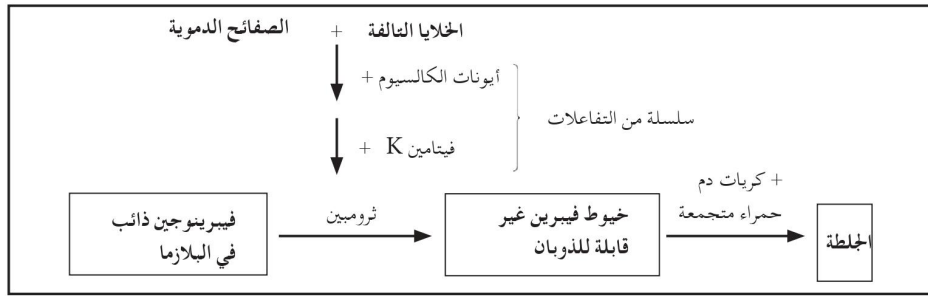 الخلايا التالفة + الصفائح الدموية
أيونات الكالسيوم +
سلسلة من التفاعلات
فيتامين K +
+ كريات دم
حمراء متجمعة
ثرومبين
فيبرينوجين ذائب
في البلازما
خيوط فيبرين غير
قابلة للذوبان
الجلطة